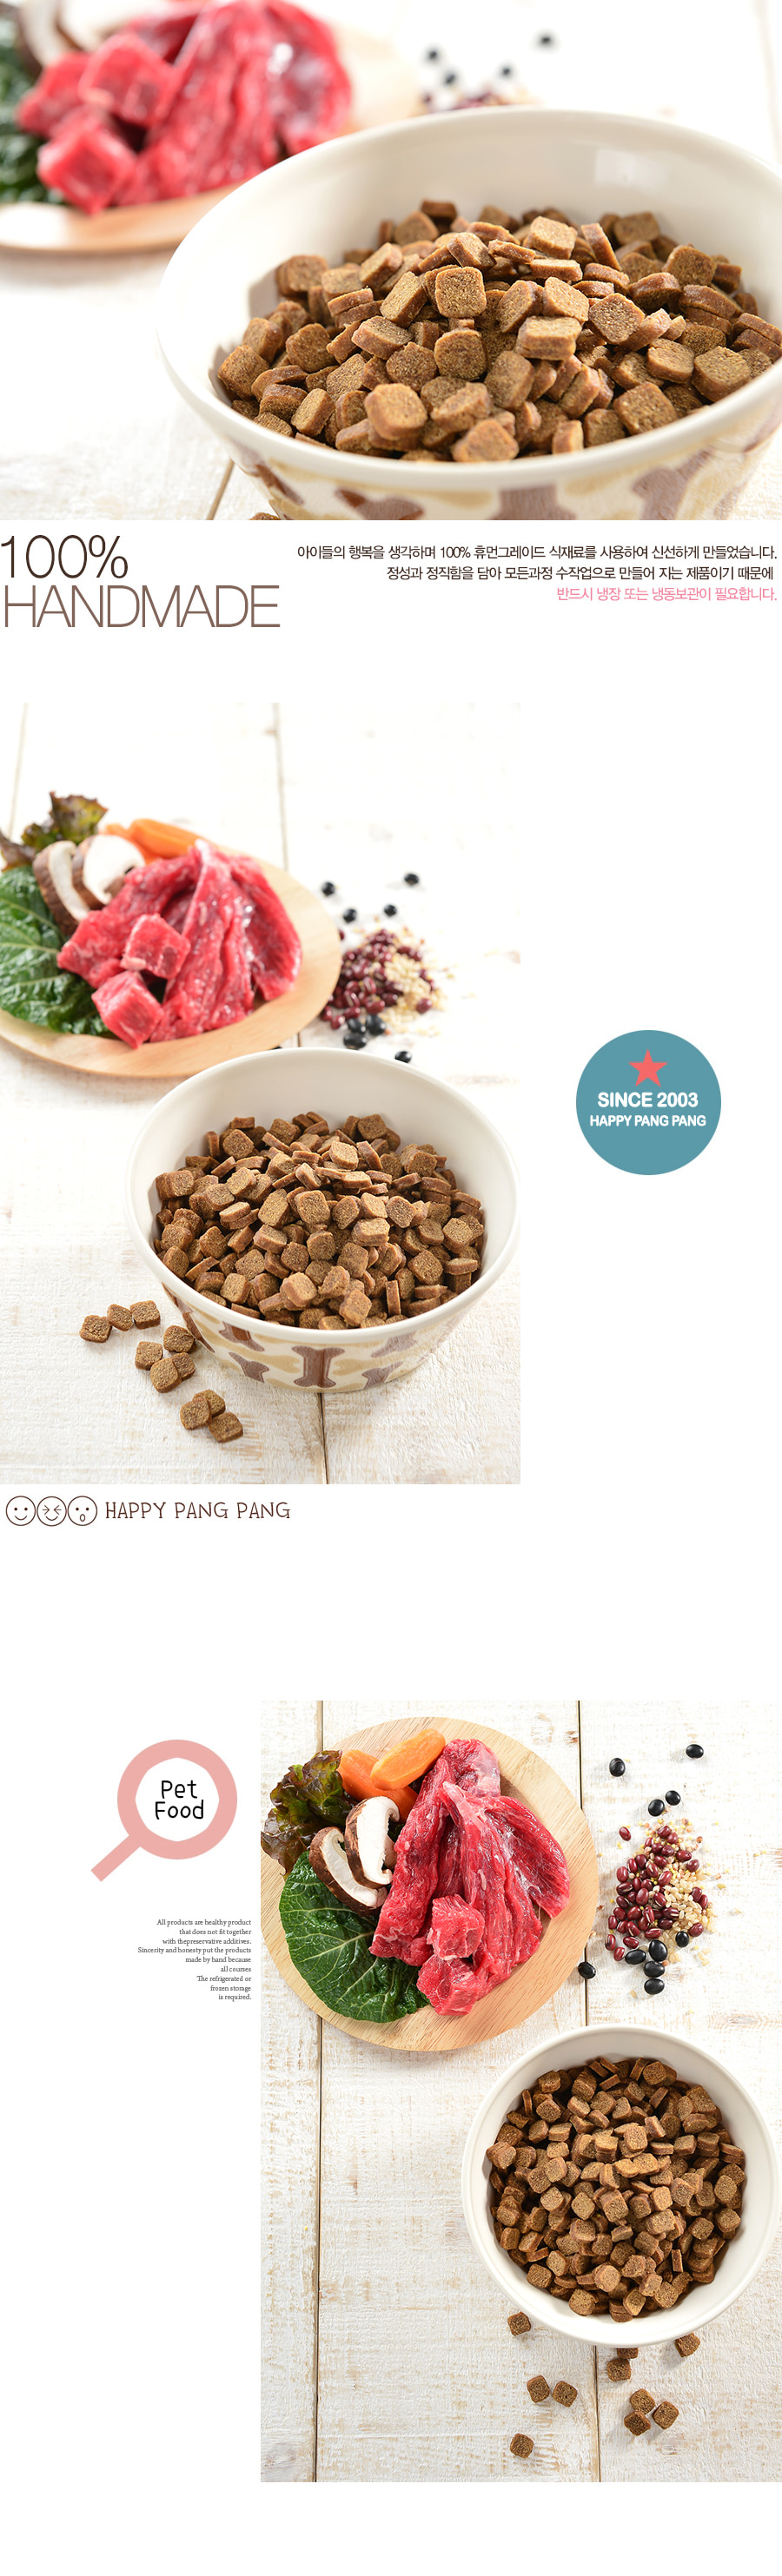 100%
HANDMADE
아이들의 행복을 생각하며 100% 휴먼그레이드 식재료를 사용하여 신선하게 만들었습니다.
정성과 정직함을 담아 모든과정 수작업으로 만들어 지는 제품이기 때문에
반드시 냉장 또는 냉동보관이 필요합니다.
SINCE 2003
HAPPY PANG PANG
HAPPY PANG PANG
Pet
Food
All products are healthy product
that does not fit together
with thepreservative additives.
Sincerity and honesty put the products
made by hand because
all courses
The refrigerated or
frozen storage
is required.